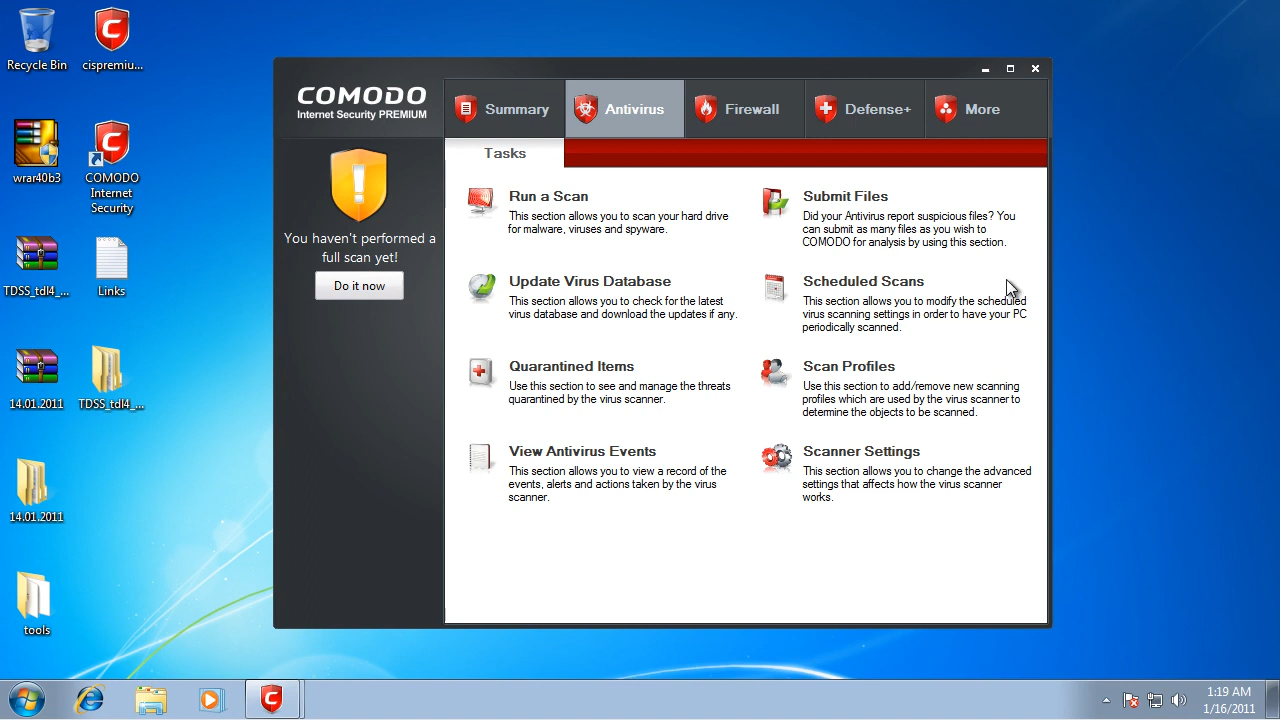 Recycle Bin
cispremiu...
wrar40b3
COMODO
Internet
Security
TDSS_tdl4_...
Links
14.01.2011
TDSS_tdl4_...
14.01.2011
tools
COMODO
Internet Security PREMIUM
Summary
Antivirus
Firewall
Defense+
More
You haven't performed a
full scan yet!
Do it now
Tasks
Run a Scan
This section allows you to scan your hard drive
for malware, viruses and spyware.
Submit Files
Did your Antivirus report suspicious files? You
can submit as many files as you wish to
COMODO for analysis by using this section.
Update Virus Database
This section allows you to check for the latest
virus database and download the updates if any.
Scheduled Scans
This section allows you to modify the scheduled
virus scanning settings in order to have your PC
periodically scanned.
Quarantined Items
Use this section to see and manage the threats
quarantined by the virus scanner.
Scan Profiles
Use this section to add/remove new scanning
profiles which are used by the virus scanner to
determine the objects to be scanned.
View Antivirus Events
This section allows you to view a record of the
events, alerts and actions taken by the virus
scanner.
Scanner Settings
This section allows you to change the advanced
settings that affects how the virus scanner
works.
1:19 AM
1/16/2011